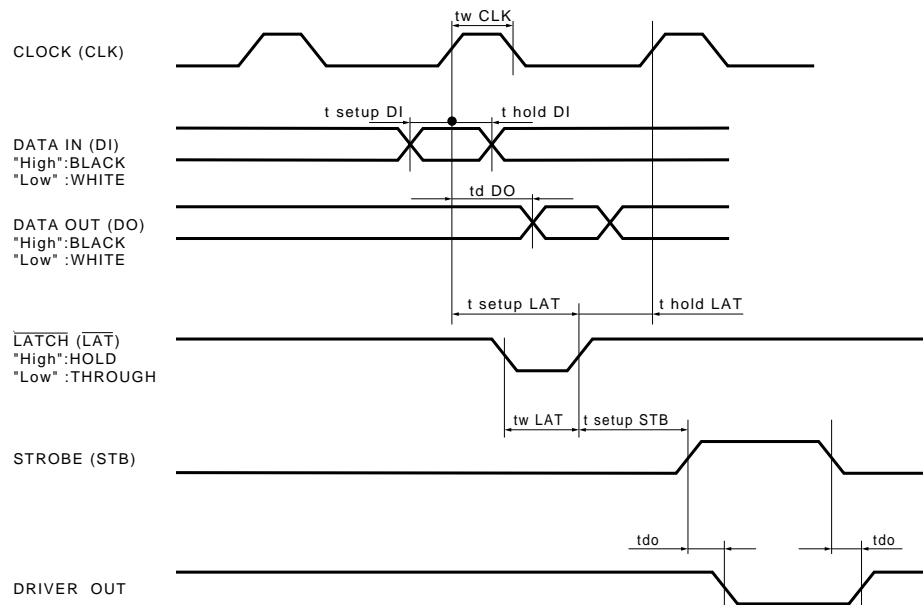 tw CLK
CLOCK (CLK)
t setup DI
t hold DI
DATA IN (DI)
"High":BLACK
"Low" :WHITE
td DO
DATA OUT (DO)
"High":BLACK
"Low" :WHITE
t setup LAT
t hold LAT
LATCH (LAT)
"High":HOLD
"Low" :THROUGH
tw LAT
t setup STB
STROBE (STB)
tdo
tdo
DRIVER OUT